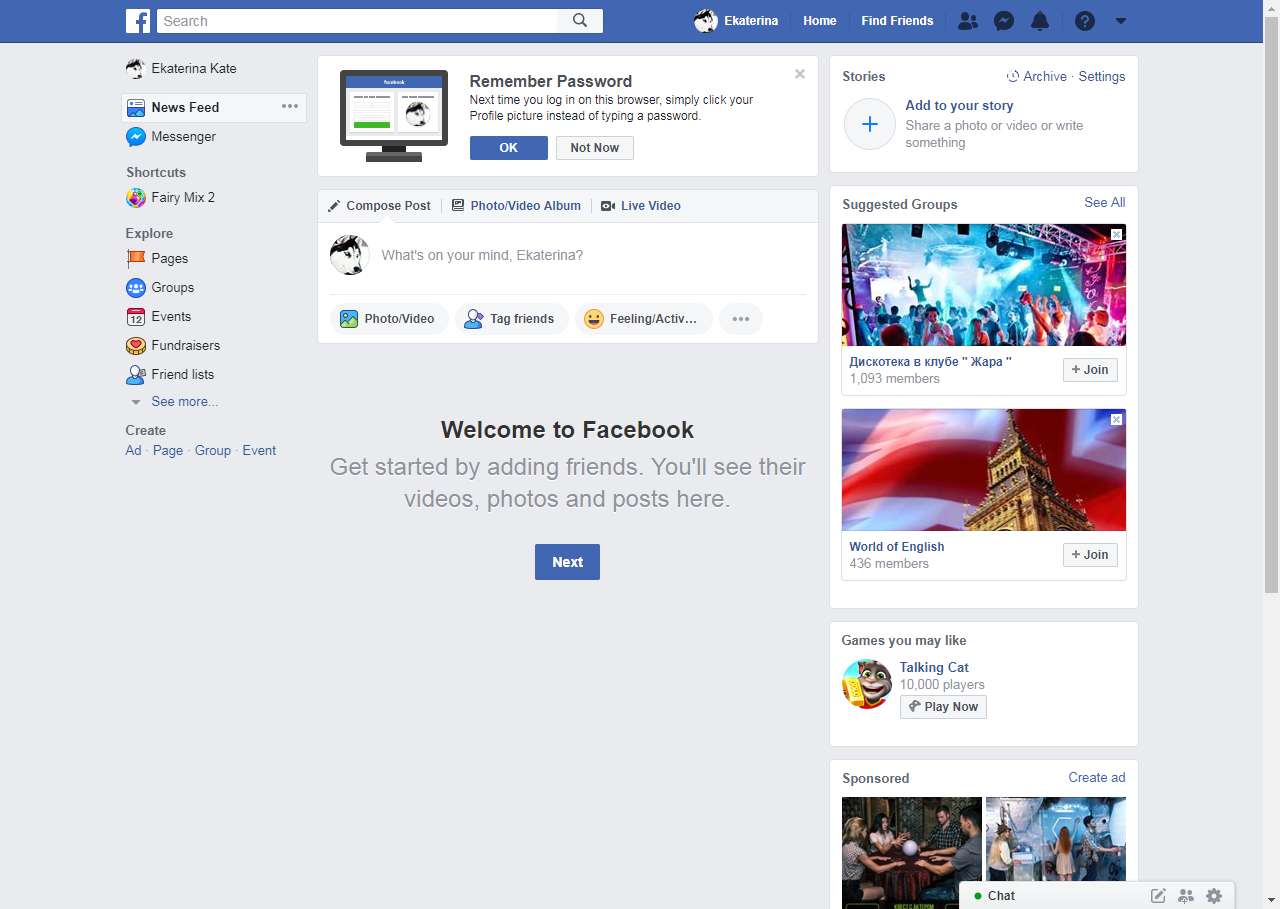 Search
Ekaterina
Home
Find Friends
Ekaterina Kate
News Feed
Messenger
Shortcuts
Fairy Mix 2
Explore
Pages
Groups
12
Events
Fundraisers
Friend lists
See more...
Create
Ad · Page · Group · Event
facebook
Remember Password
Next time you log in on this browser, simply click your
Profile picture instead of typing a password.
OK
Not Now
Compose Post
Photo/Video Album
Live Video
What's on your mind, Ekaterina?
Photo/Video
Tag friends
Feeling/Activ...
Welcome to Facebook
Get started by adding friends. You'll see their
videos, photos and posts here.
Next
Stories
Archive · Settings
Add to your story
Share a photo or video or write
something
Suggested Groups
See All
Дискотека в клубе " Жара "
1,093 members
+ Join
World of English
436 members
+ Join
Games you may like
Talking Cat
10,000 players
Play Now
Sponsored
Create ad
КВЕСТ С АКТЕРОМ
Chat